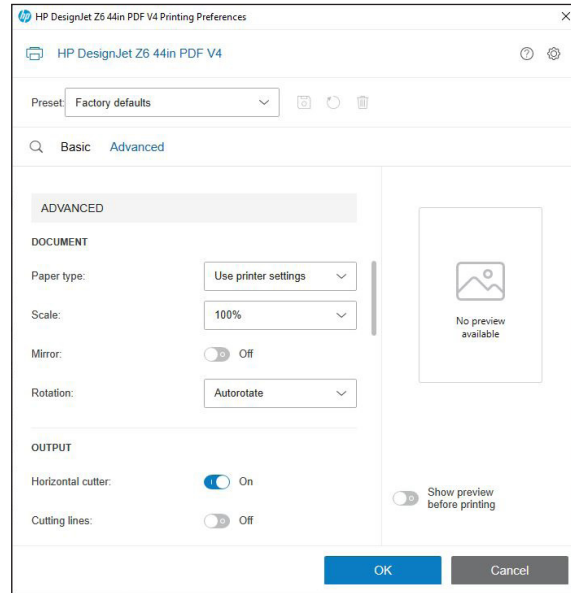 HP DesignJet Z6 44in PDF V4 Printing Preferences
HP DesignJet Z6 44in PDF V4
Preset: Factory defaults
Basic Advanced
ADVANCED
DOCUMENT
Paper type: Use printer settings
Scale: 100%
Mirror: Off
Rotation: Autorotate
No preview
available
OUTPUT
Horizontal cutter: On
Cutting lines: Off
Show preview
before printing
OK Cancel